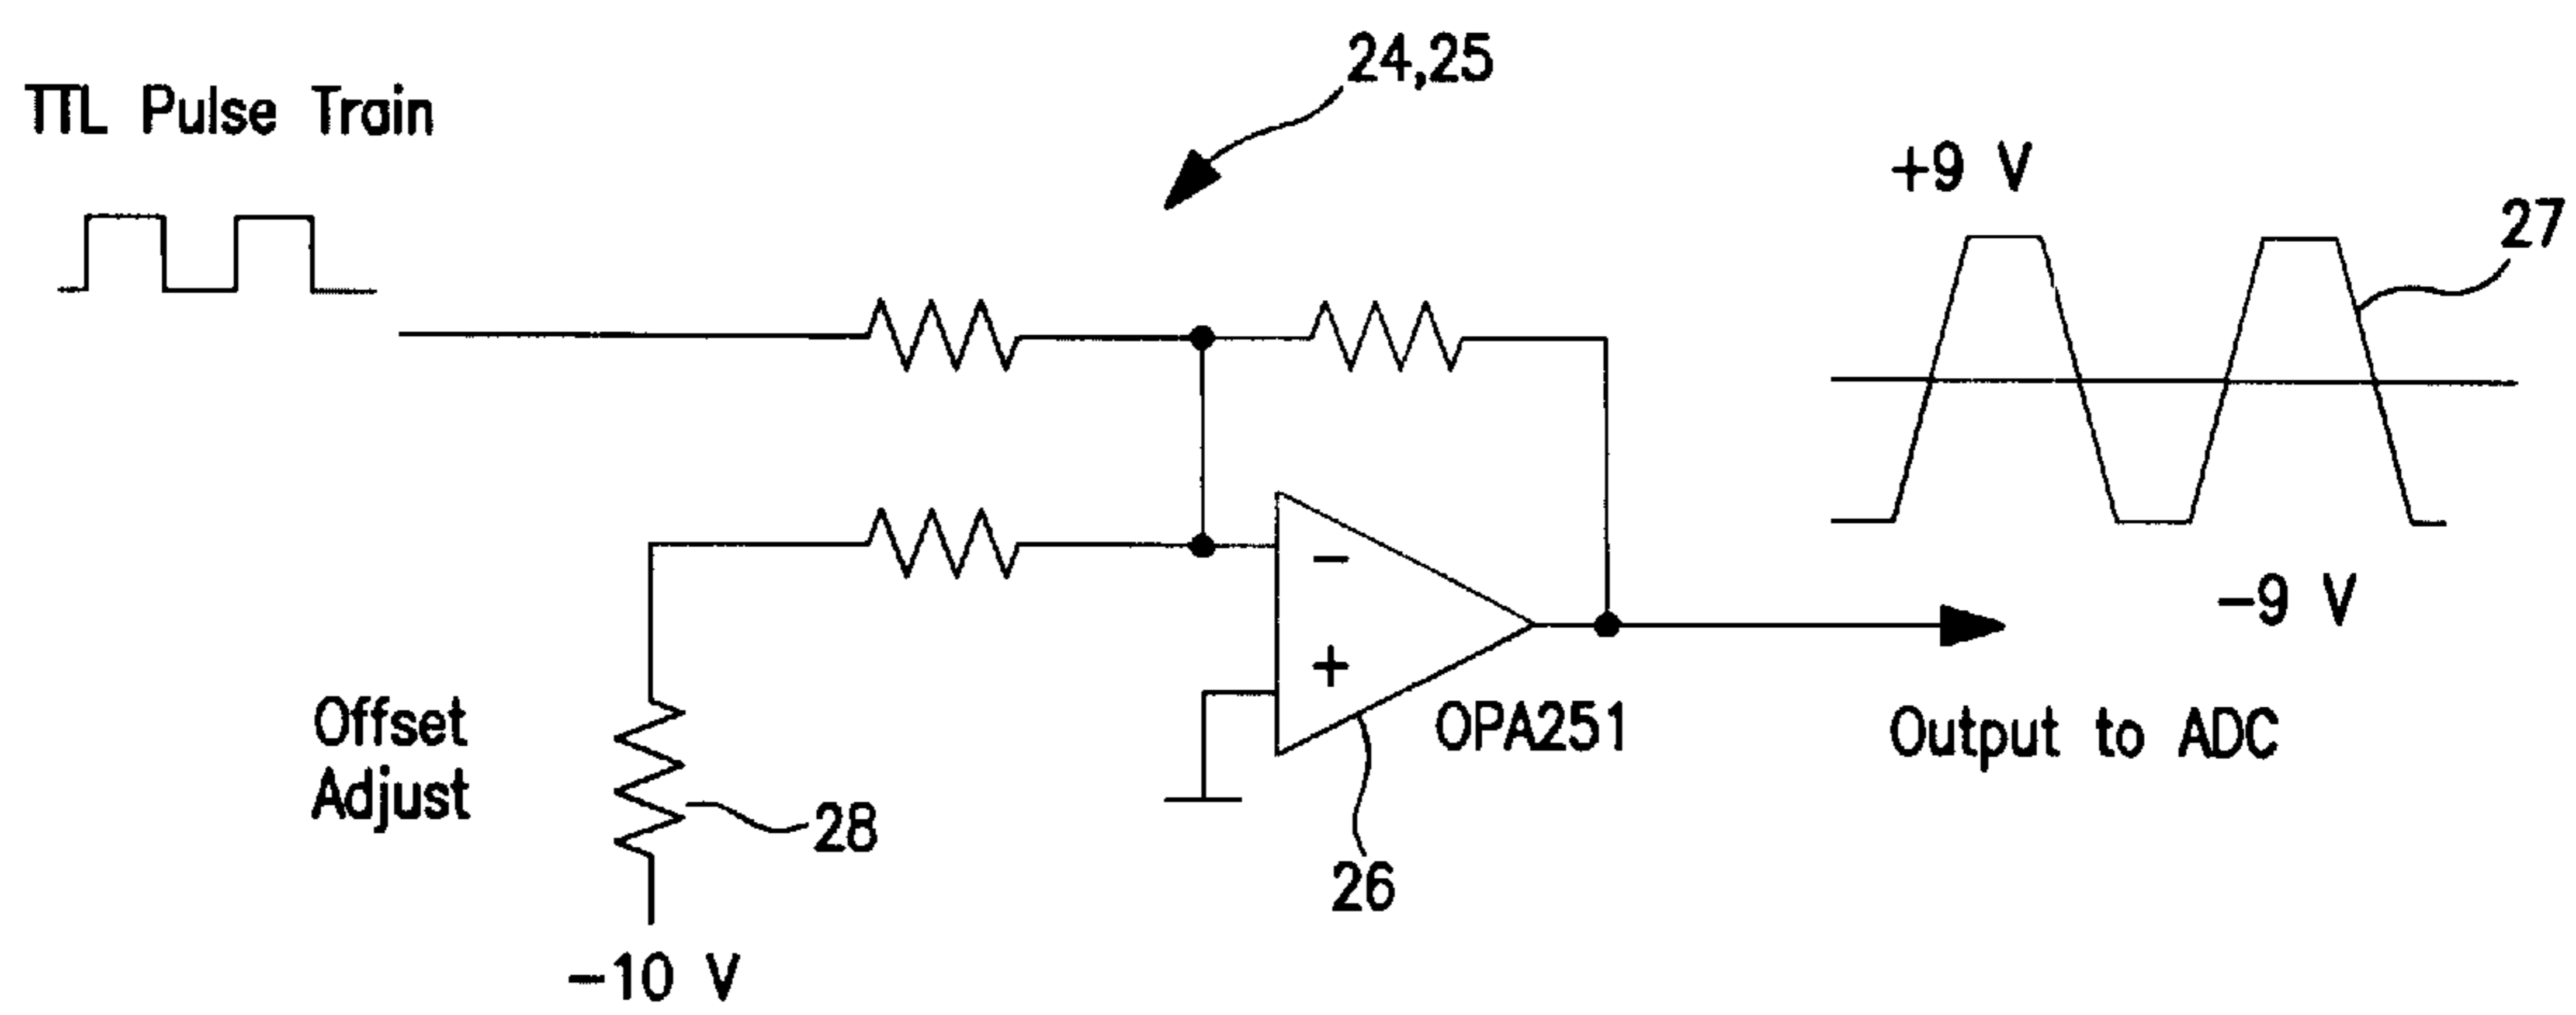 24,25
TTL Pulse Train
+9 V
27
−
+
−9 V
Offset
Adjust
28
OPA251
Output to ADC
26
−10 V